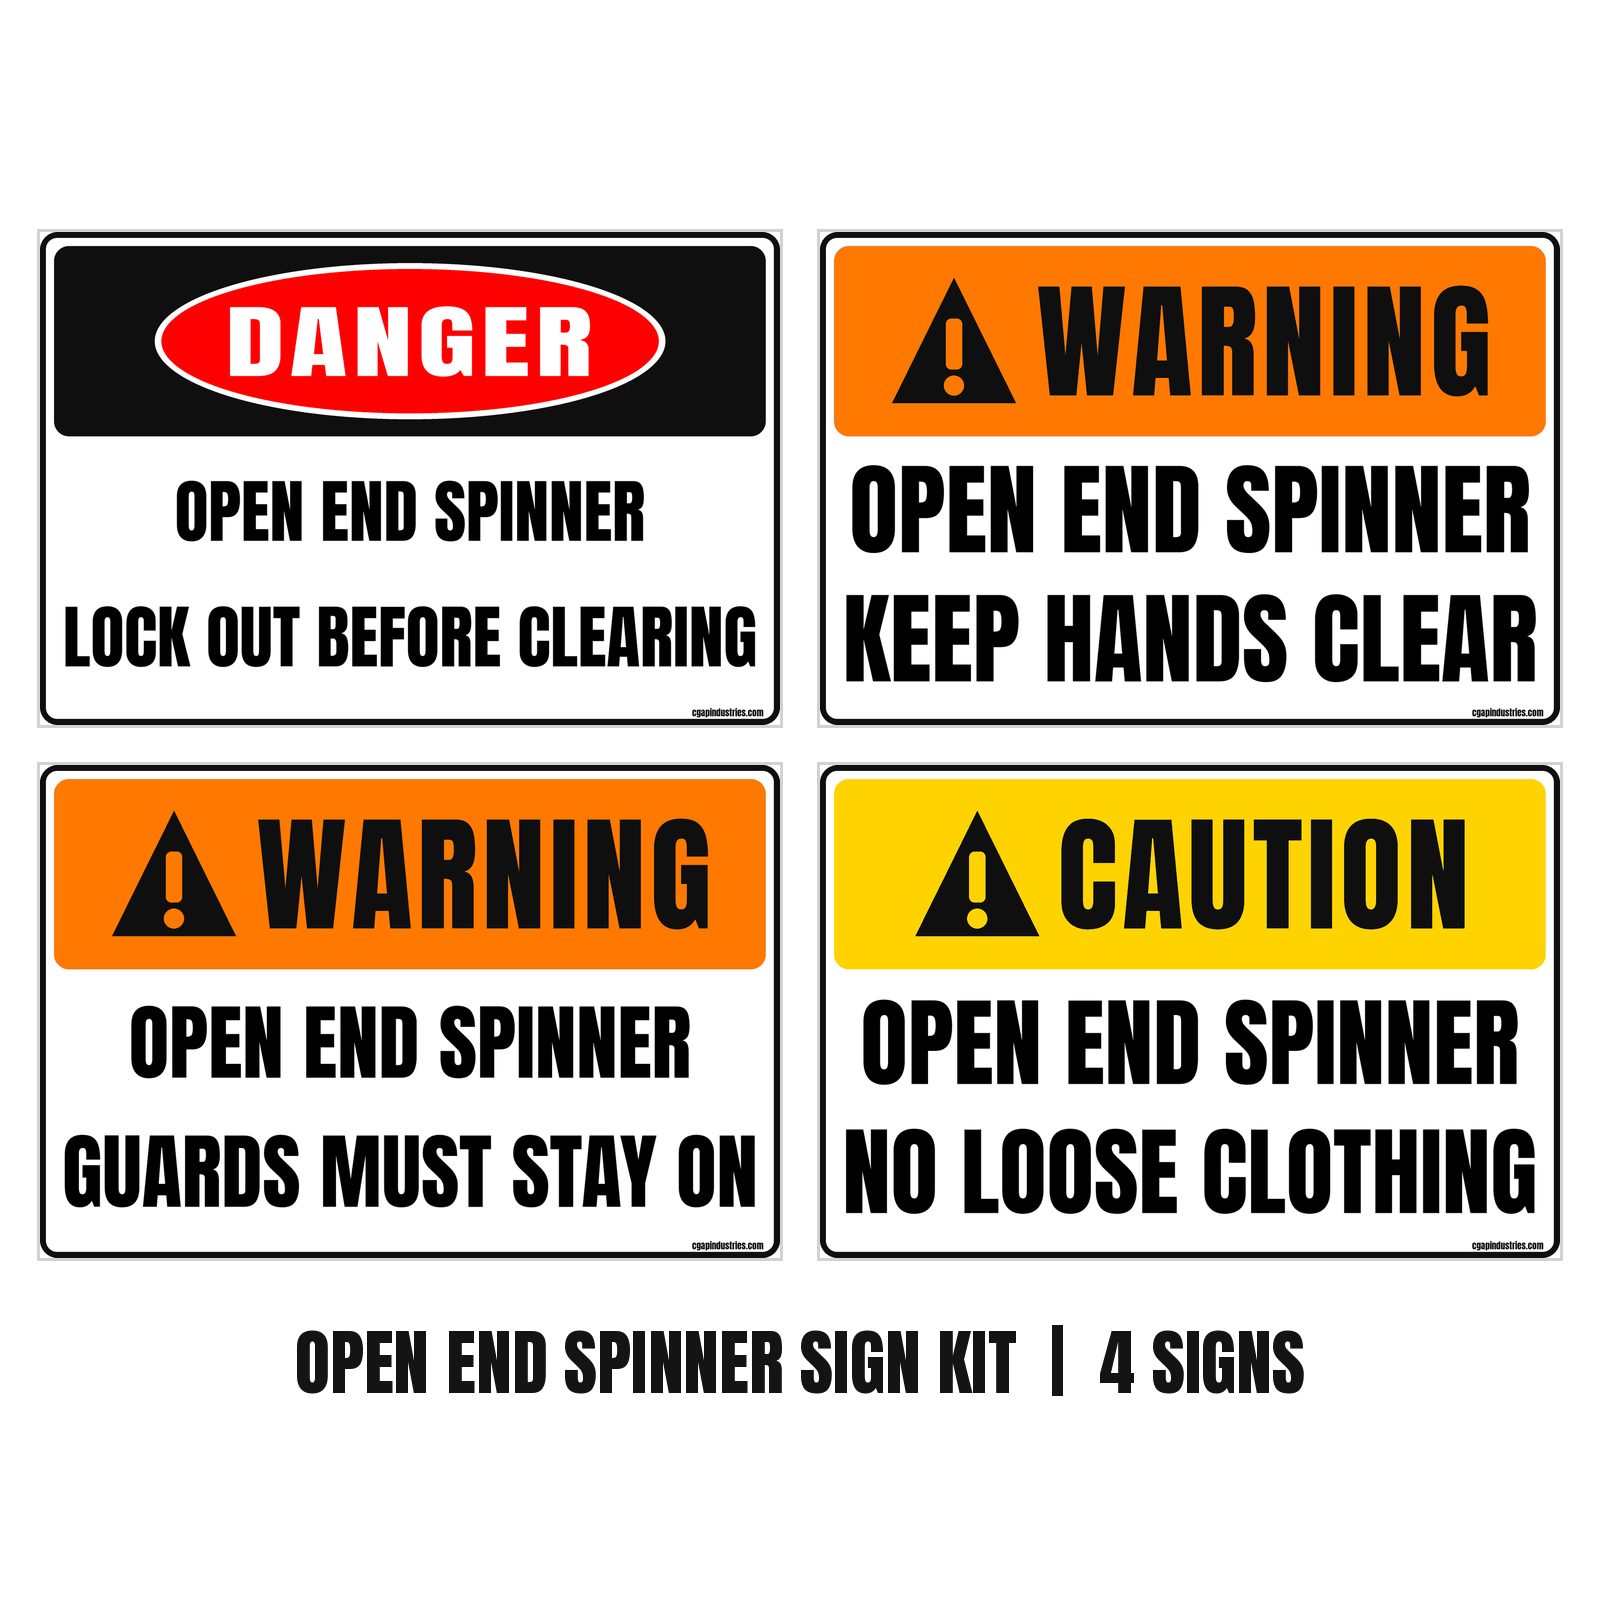 DANGER
OPEN END SPINNER
LOCK OUT BEFORE CLEARING
cgapindustries.com
WARNING
OPEN END SPINNER
KEEP HANDS CLEAR
cgapindustries.com
WARNING
OPEN END SPINNER
GUARDS MUST STAY ON
cgapindustries.com
CAUTION
OPEN END SPINNER
NO LOOSE CLOTHING
cgapindustries.com
OPEN END SPINNER SIGN KIT | 4 SIGNS